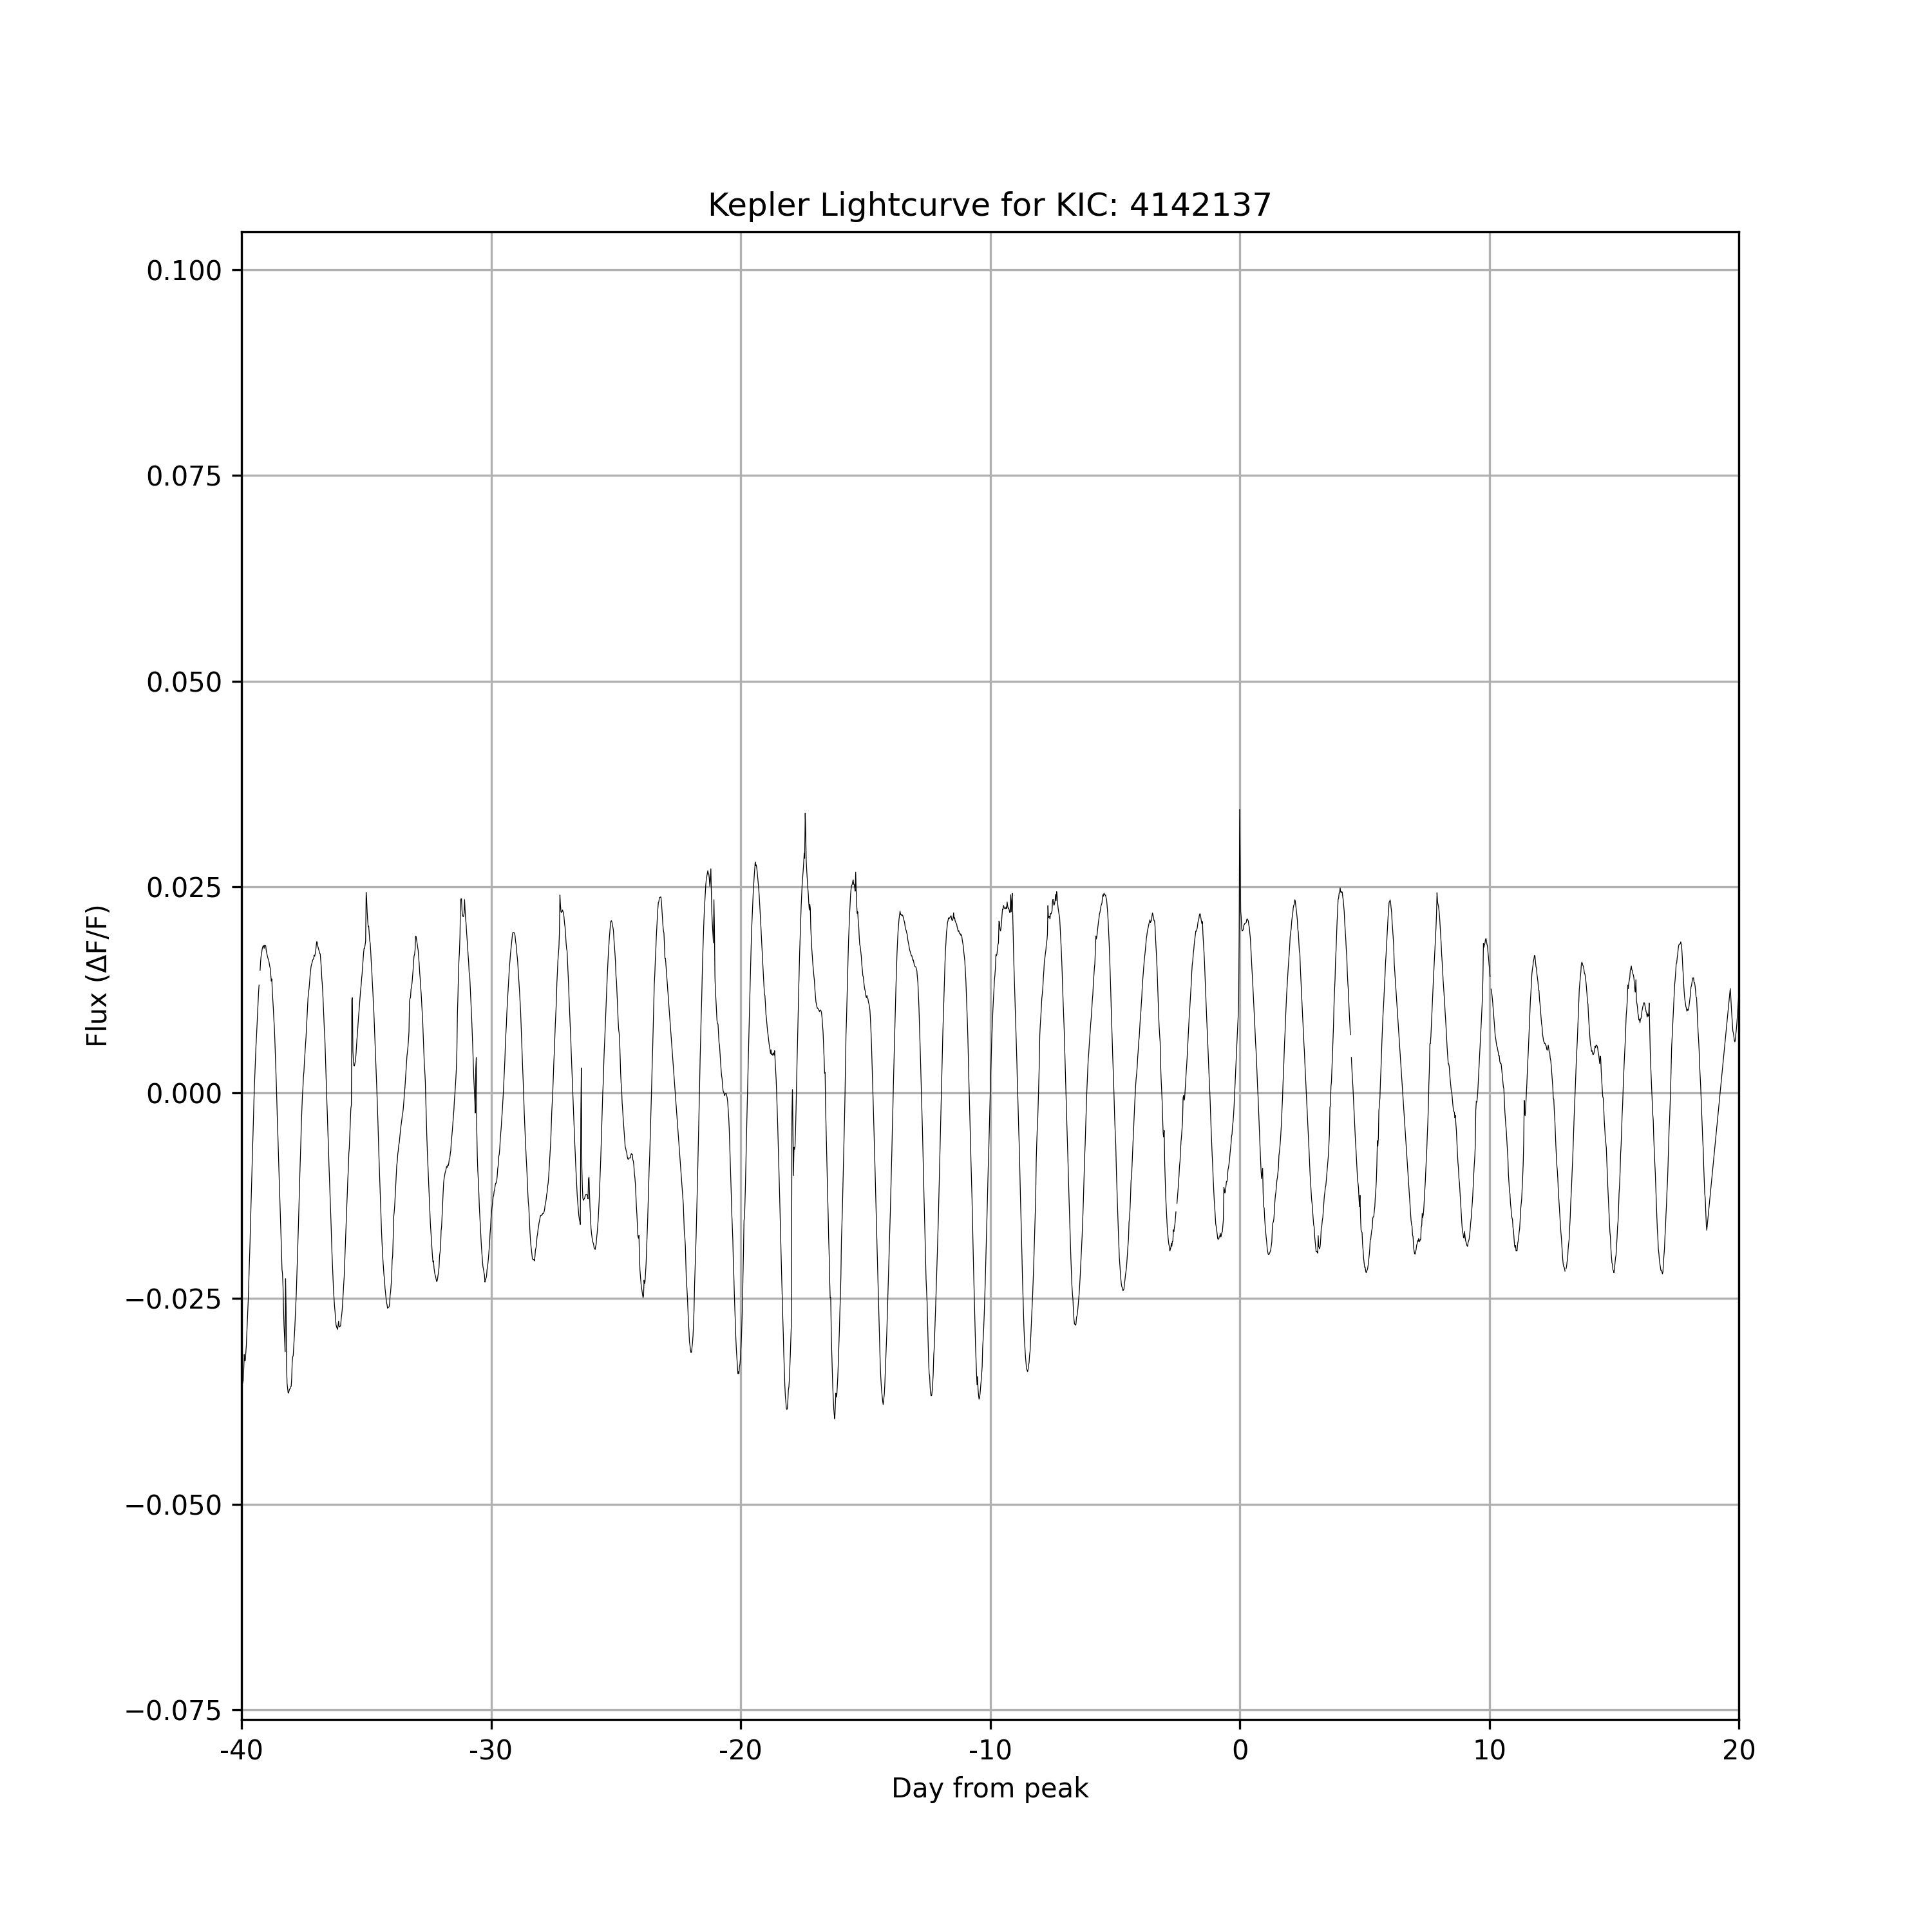 Kepler Lightcurve for KIC: 4142137
0.100
0.075
0.050
0.025
0.000
−0.025
−0.050
−0.075
Flux (ΔF/F)
-40 -30 -20 -10 0 10 20
Day from peak